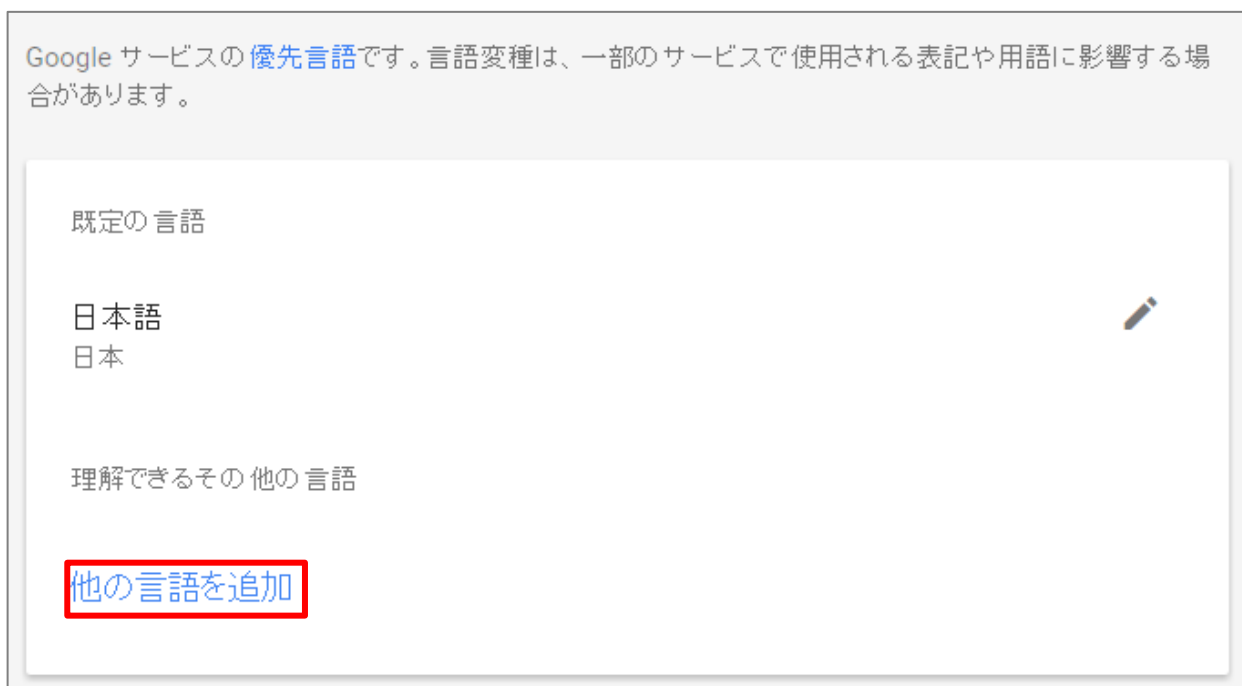 Google サービスの優先言語です。言語変種は、一部のサービスで使用される表記や用語に影響する場
合があります。
既定の言語
日本語
日本
理解できるその他の言語
他の言語を追加